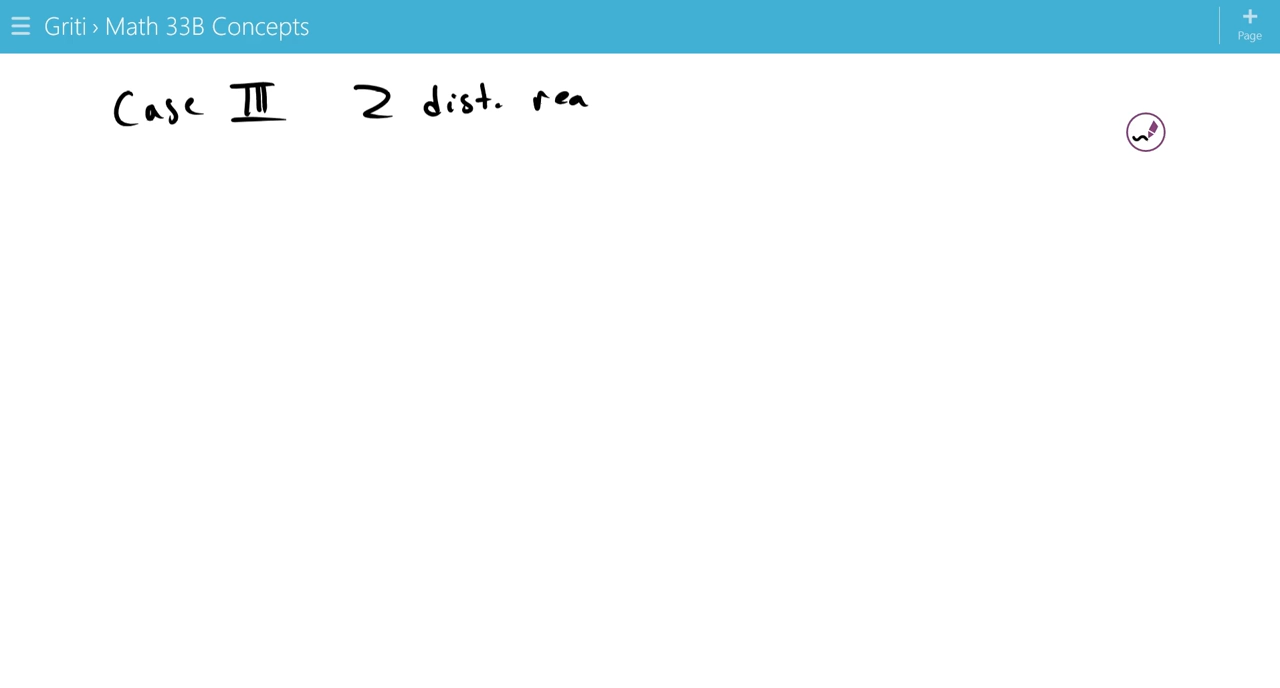 Griti › Math 33B Concepts
Page
Case III 2 dist. rea